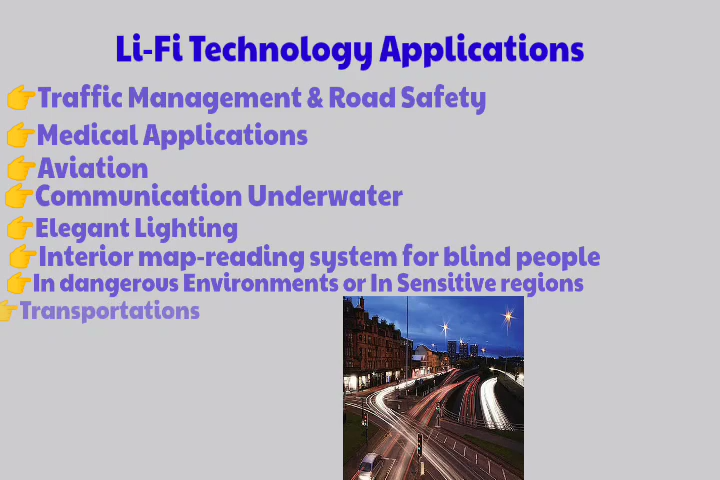 Li-Fi Technology Applications
👉Traffic Management & Road Safety
👉Medical Applications
👉Aviation
👉Communication Underwater
👉Elegant Lighting
👉Interior map-reading system for blind people
👉In dangerous Environments or In Sensitive regions
👉Transportations